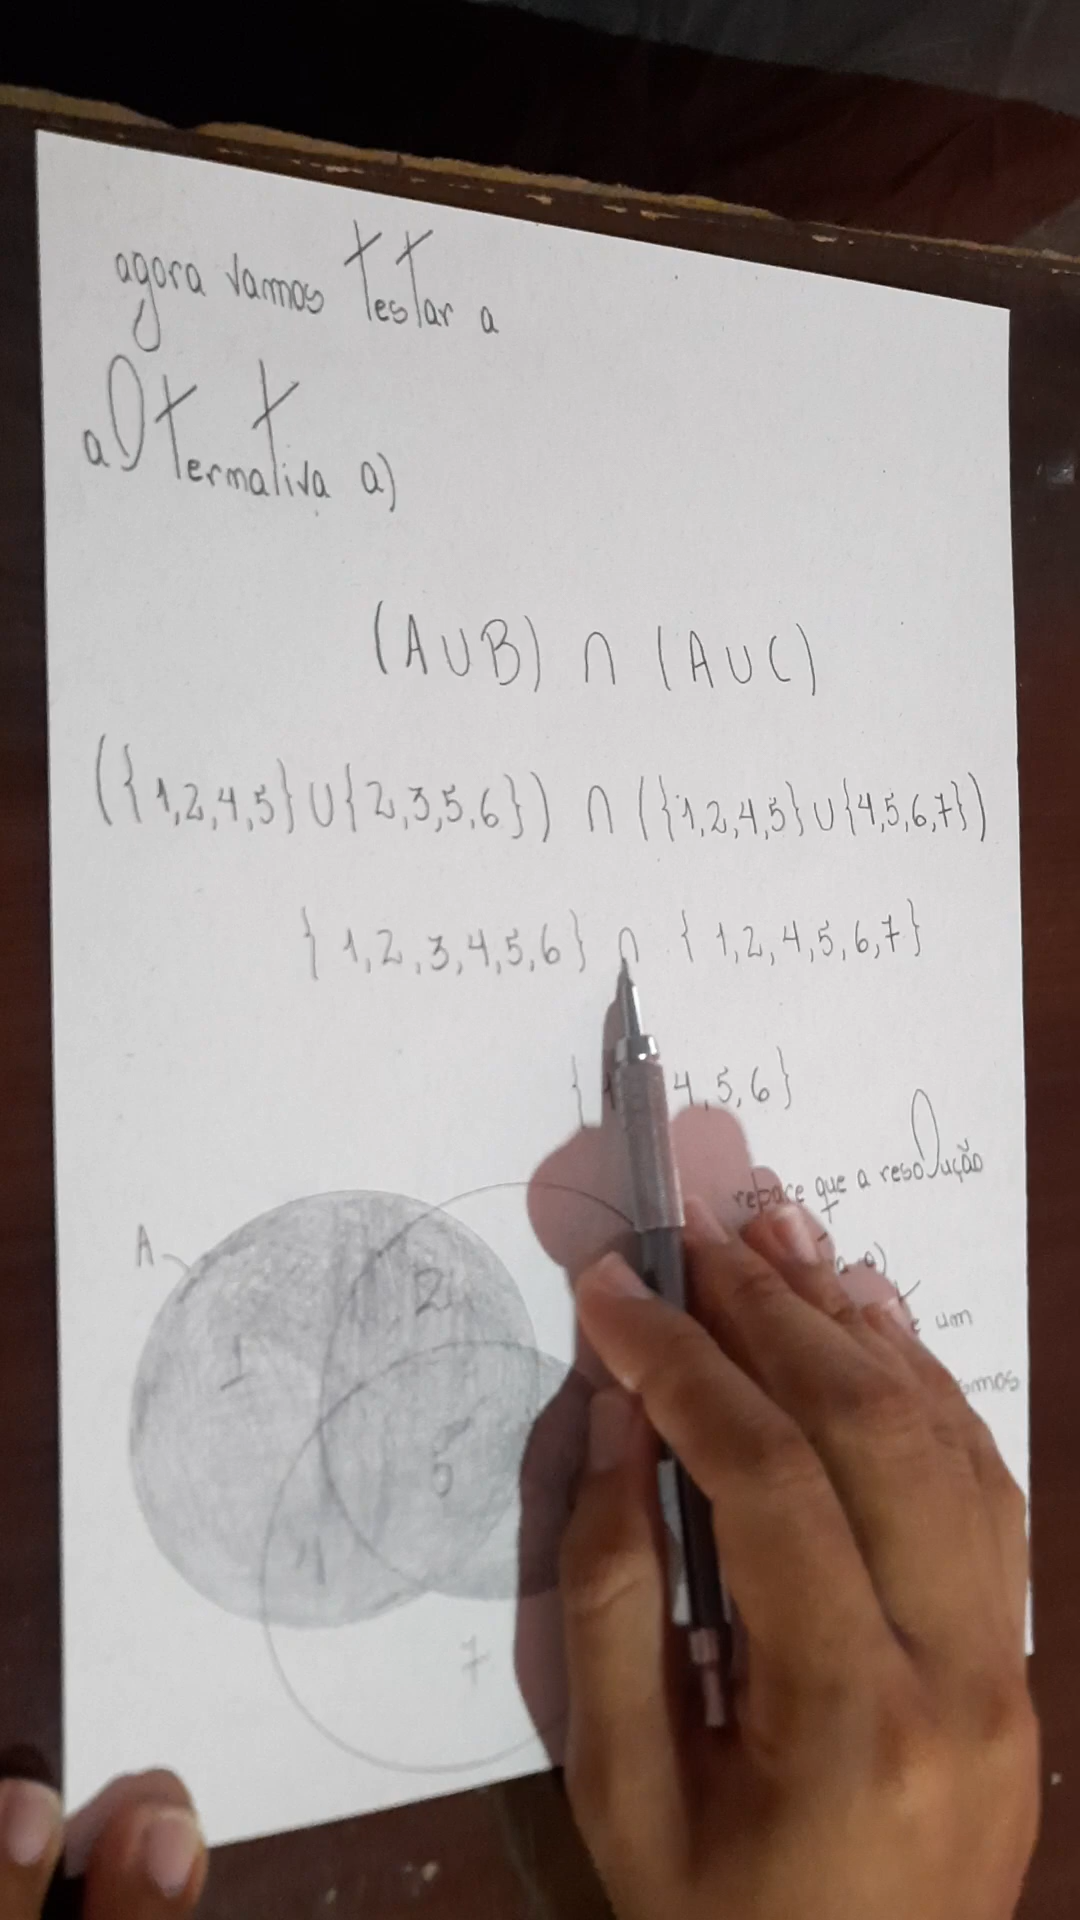 agora vamos testar a
alternativa a)
(A∪B) ∩ (A∪C)
({1,2,4,5}∪{2,3,5,6}) ∩ ({1,2,4,5}∪{4,5,6,7})
{1,2,3,4,5,6} ∩ {1,2,4,5,6,7}
{ 4,5,6}
repare que a resolução
a)
A
2
1
e um
5
4
7